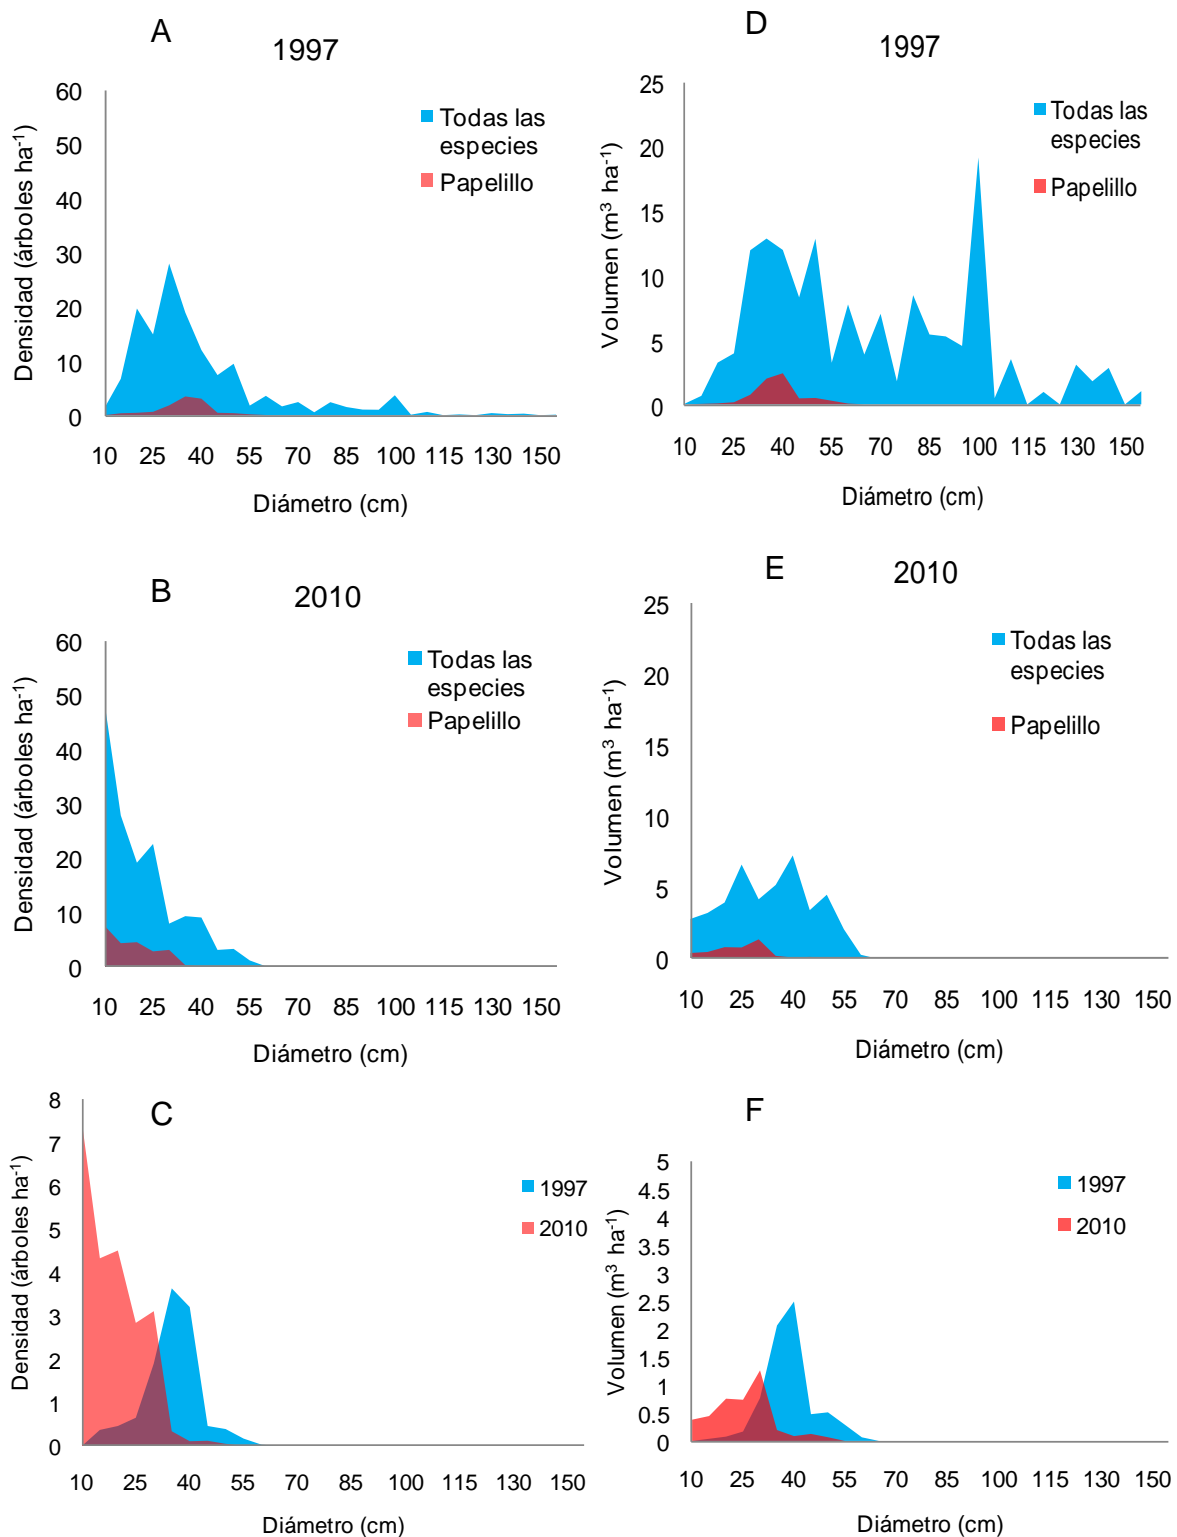 A
1997
60
50
40
30
20
10
0
Densidad (árboles ha⁻¹)
Todas las
especies
Papelillo
10 25 40 55 70 85 100 115 130 150
Diámetro (cm)
D
1997
25
20
15
10
5
0
Volumen (m³ ha⁻¹)
Todas las
especies
Papelillo
10 25 40 55 70 85 100 115 130 150
Diámetro (cm)
B
2010
60
50
40
30
20
10
0
Densidad (árboles ha⁻¹)
Todas las
especies
Papelillo
10 25 40 55 70 85 100 115 130 150
Diámetro (cm)
E
2010
25
20
15
10
5
0
Volumen (m³ ha⁻¹)
Todas las
especies
Papelillo
10 25 40 55 70 85 100 115 130 150
Diámetro (cm)
C
8
7
6
5
4
3
2
1
0
Densidad (árboles ha⁻¹)
1997
2010
10 25 40 55 70 85 100 115 130 150
Diámetro (cm)
F
5
4.5
4
3.5
3
2.5
2
1.5
1
0.5
0
Volumen (m³ ha⁻¹)
1997
2010
10 25 40 55 70 85 100 115 130 150
Diámetro (cm)